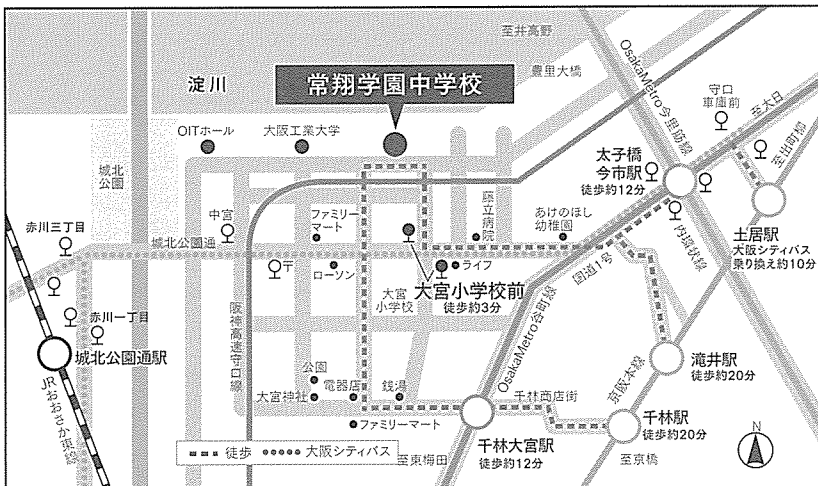 至井高野
淀川
常翔学園中学校
豊里大橋
OsakaMetro今里筋線
守口
車庫前
至大日
至出町柳
OITホール
大阪工業大学
太子橋
今市駅
徒歩約12分
城北
公園
赤川三丁目
中宮
ファミリー
マート
藤立病院
あけのほし
幼稚園
内環状線
土居駅
大阪シティバス
乗り換え約10分
城北公園通
〒
ローソン
大宮
小学校
ライフ
国道1号
大宮小学校前
徒歩約3分
赤川一丁目
城北公園通駅
JRおおさか東線
阪神高速守口線
OsakaMetro谷町線
京阪本線
滝井駅
徒歩約20分
公園
大宮神社
電器店
銭湯
千林商店街
ファミリーマート
千林大宮駅
徒歩約12分
千林駅
徒歩約20分
徒歩
大阪シティバス
至東梅田
至京橋
N